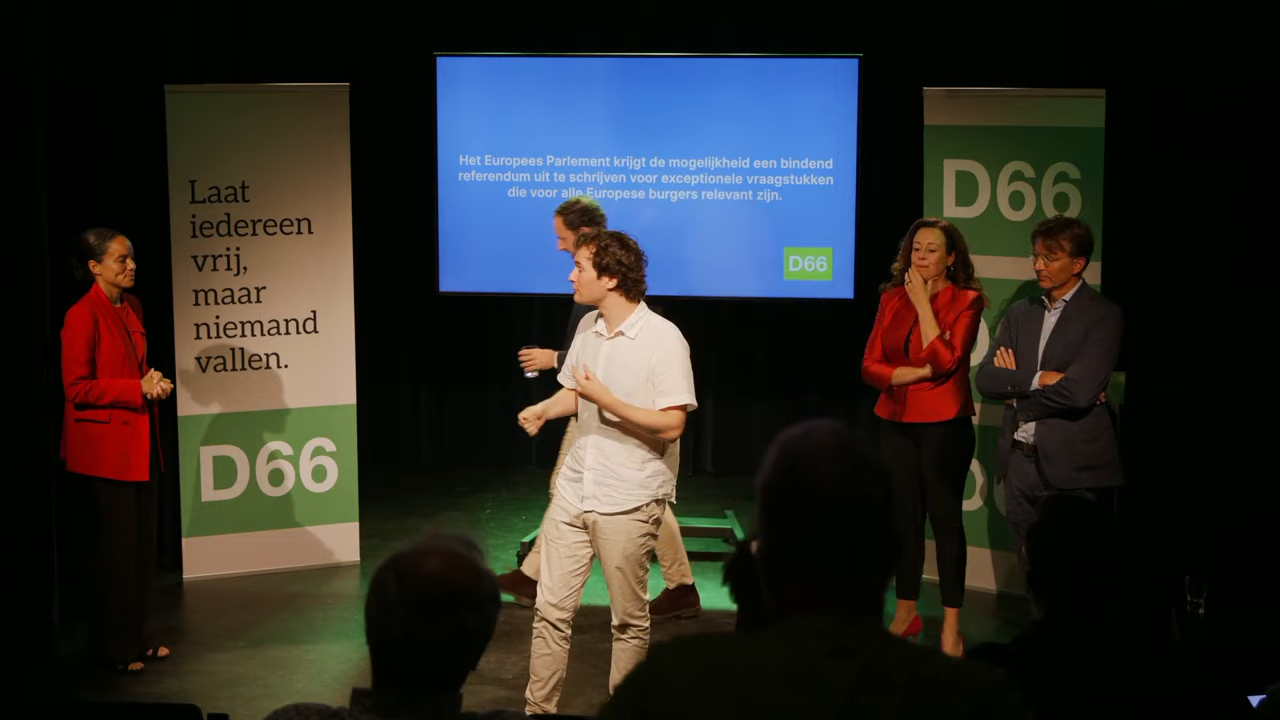 Laat
iedereen
vrij,
maar
niemand
vallen.
D66
Het Europees Parlement krijgt de mogelijkheid een bindend
referendum uit te schrijven voor exceptionele vraagstukken
die voor alle Europese burgers relevant zijn.
D66
D66